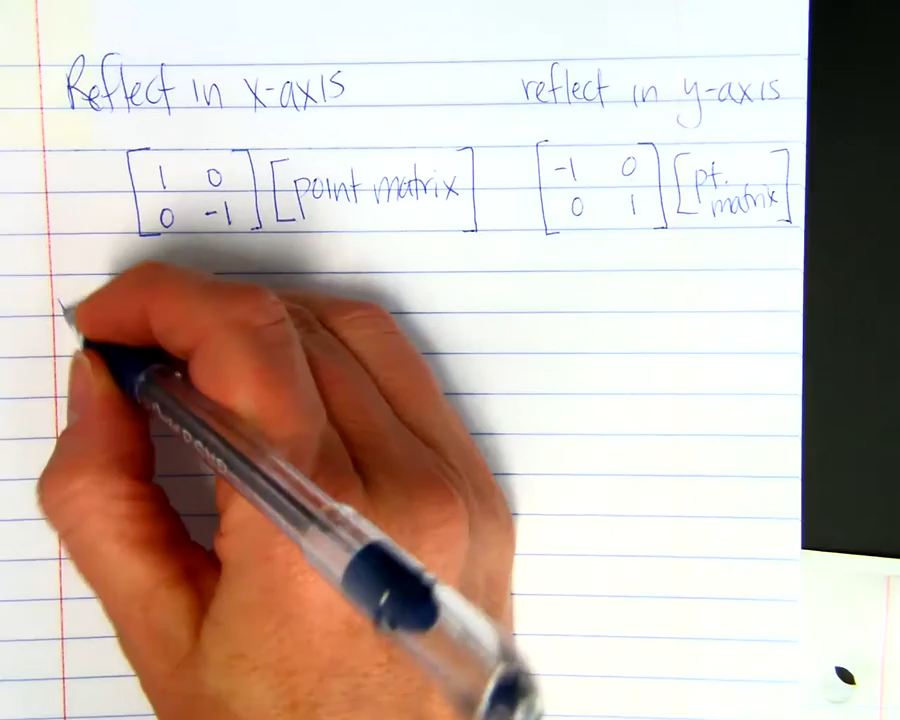 Reflect in x-axis
reflect in y-axis
[1 0
0 -1] [point matrix]
[-1 0
0 1] [pt.
matrix]